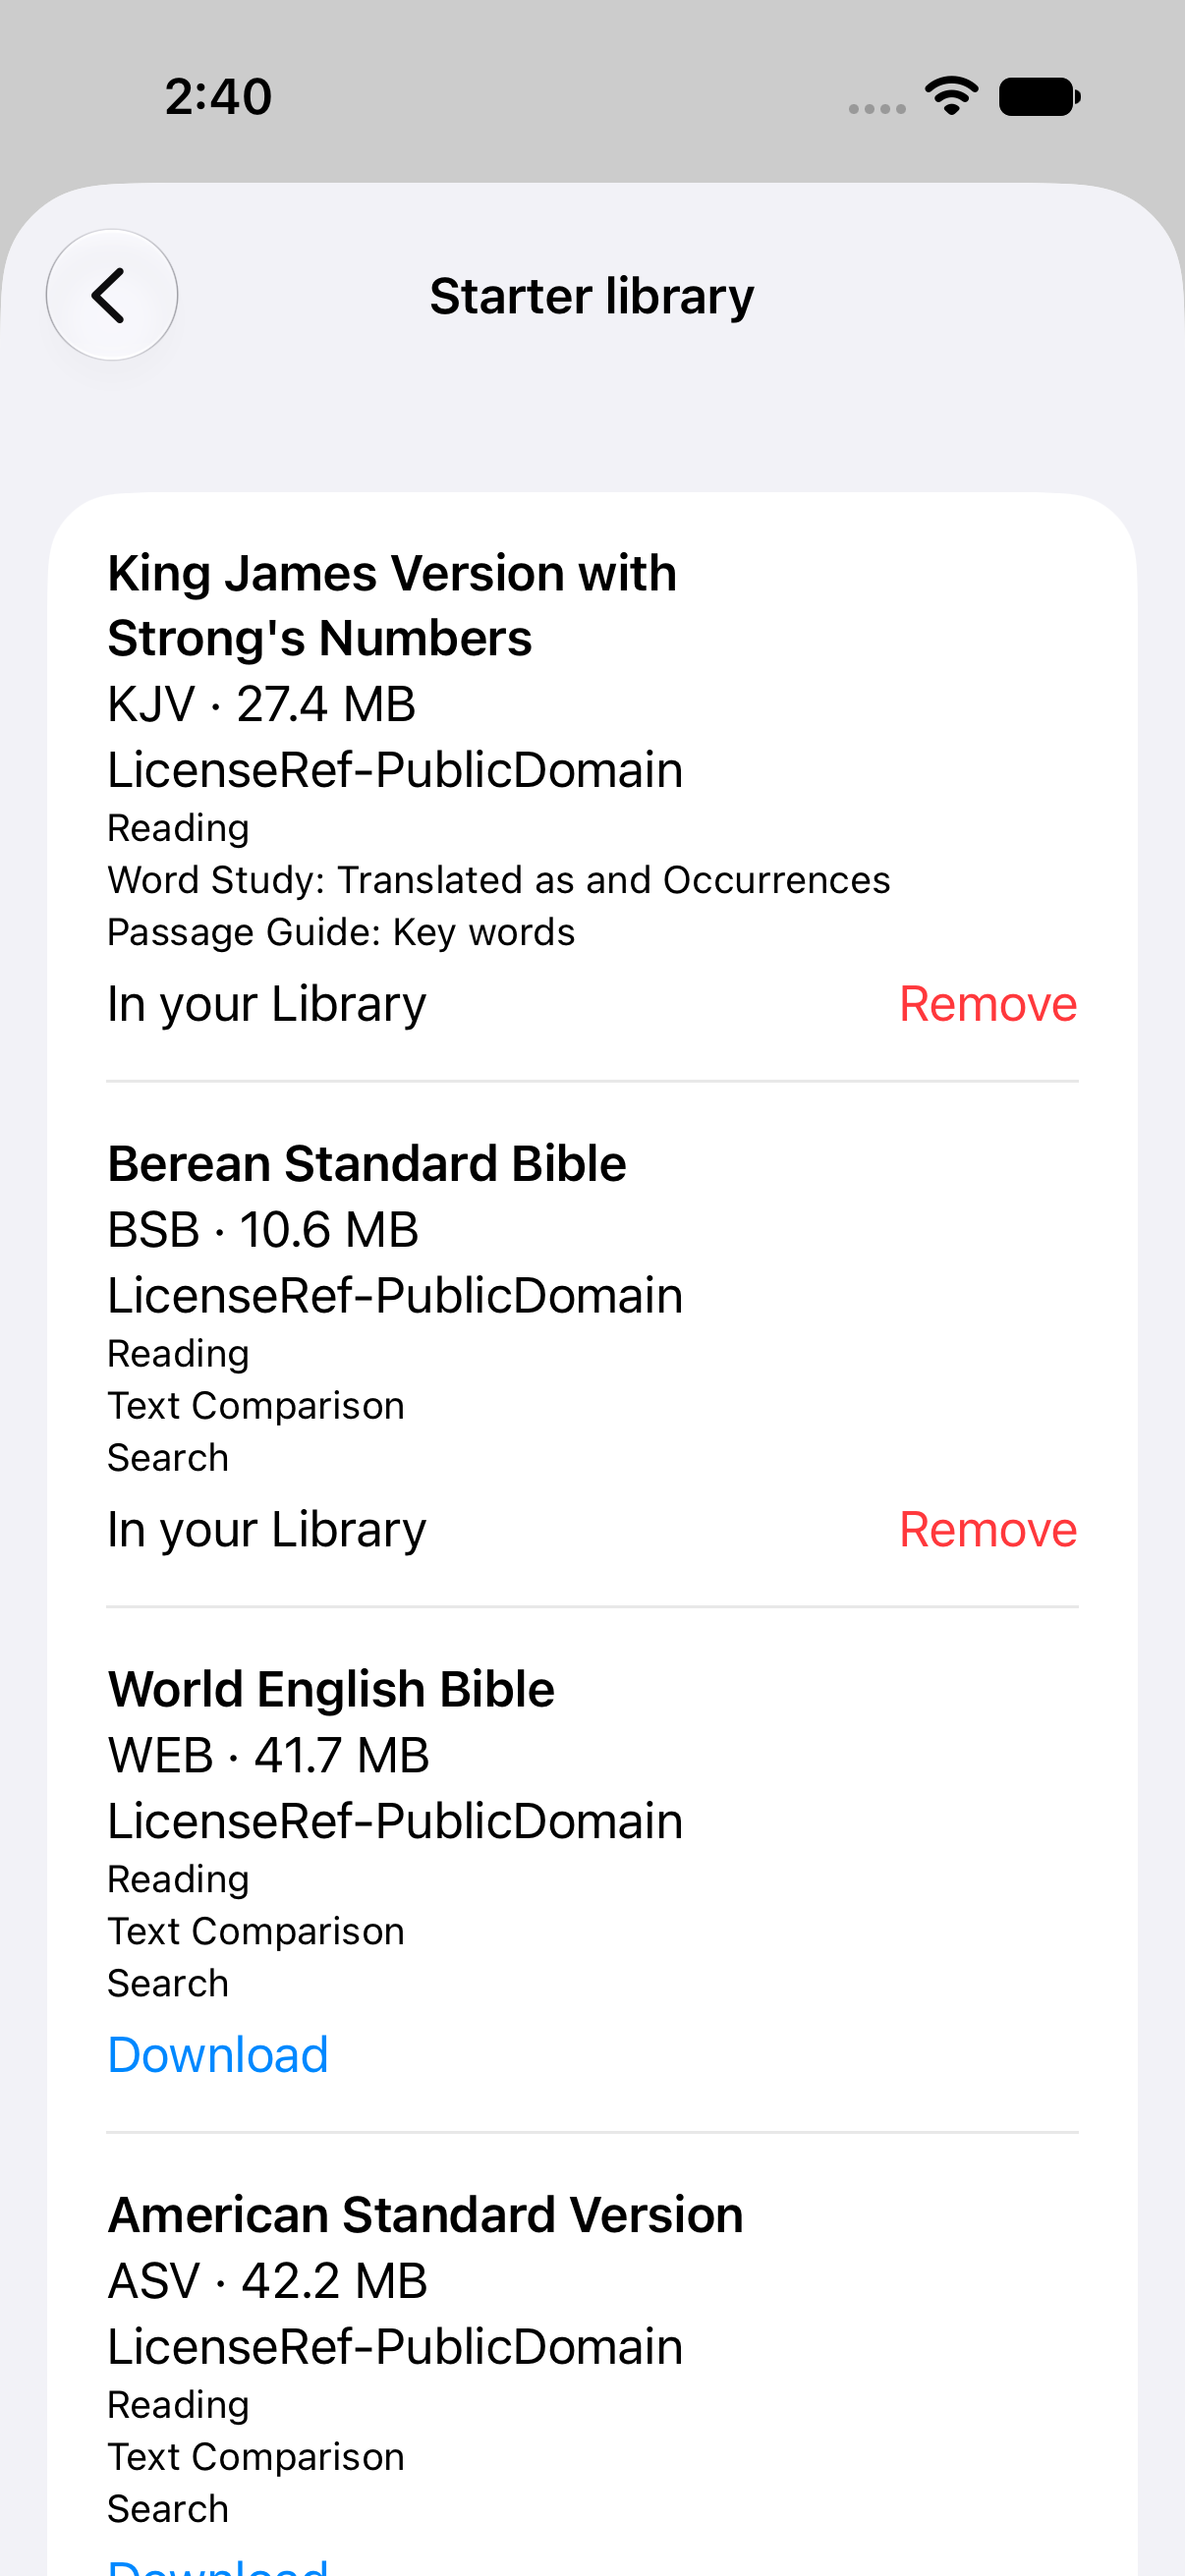 2:40
Starter library
King James Version with
Strong's Numbers
KJV · 27.4 MB
LicenseRef-PublicDomain
Reading
Word Study: Translated as and Occurrences
Passage Guide: Key words
In your Library Remove
Berean Standard Bible
BSB · 10.6 MB
LicenseRef-PublicDomain
Reading
Text Comparison
Search
In your Library Remove
World English Bible
WEB · 41.7 MB
LicenseRef-PublicDomain
Reading
Text Comparison
Search
Download
American Standard Version
ASV · 42.2 MB
LicenseRef-PublicDomain
Reading
Text Comparison
Search
Download